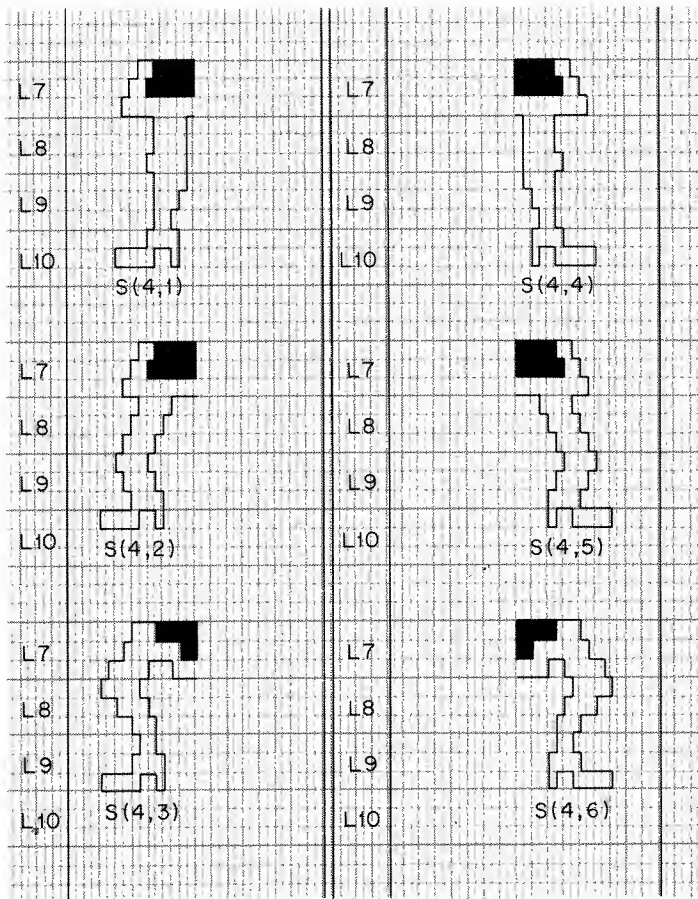 L7 L7
L8 L8
L9 L9
L10 L10
S(4,1) S(4,4)
L7 L7
L8 L8
L9 L9
L10 L10
S(4,2) S(4,5)
L7 L7
L8 L8
L9 L9
S(4,3) S(4,6)
L10 L10